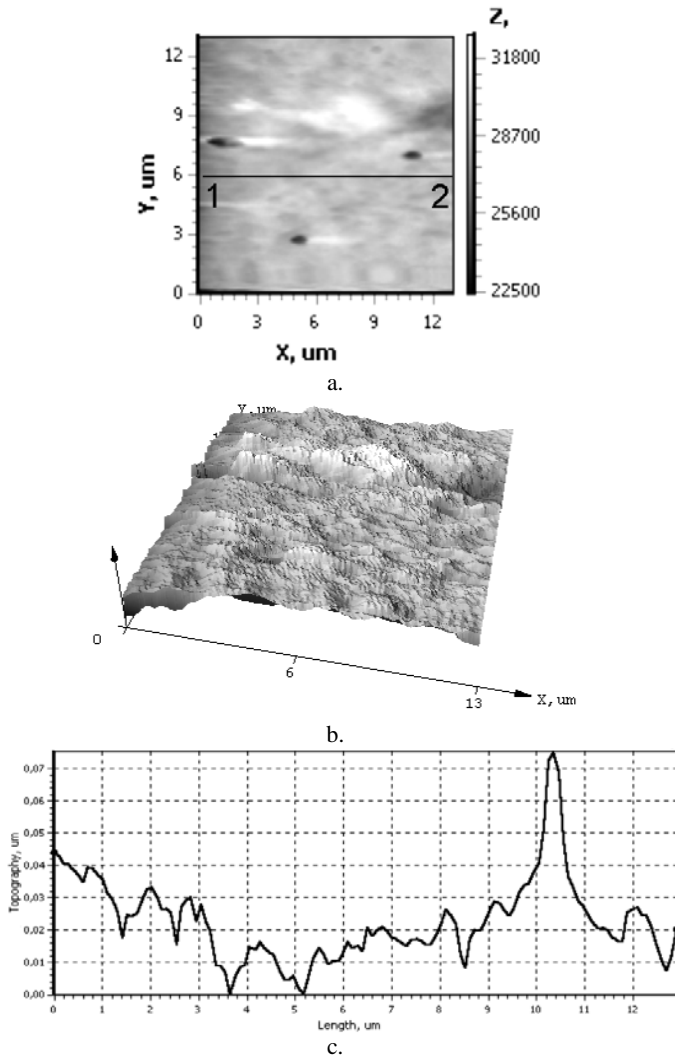 Z,
12
9
6
3
0
Y, um
1
2
31800
28700
25600
22500
0 3 6 9 12
X, um
a.
Y, um
0
6
13
X, um
b.
0,07
0,06
0,05
0,04
0,03
0,02
0,01
0,00
Topography, um
0 1 2 3 4 5 6 7 8 9 10 11 12
Length, um
c.